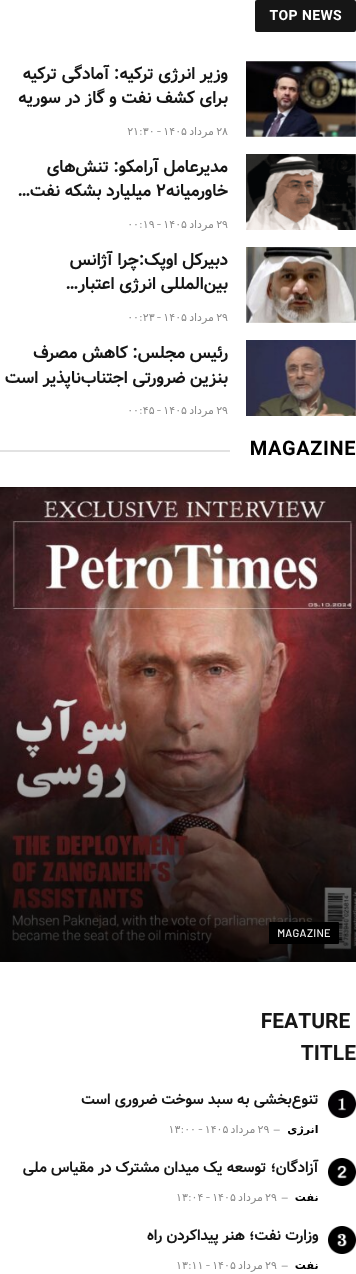 TOP NEWS
وزیر انرژی ترکیه: آمادگی ترکیه
برای کشف نفت و گاز در سوریه
۲۸ مرداد ۱۴۰۵ - ۲۱:۳۰
مدیرعامل آرامکو: تنش‌های
خاورمیانه۲ میلیارد بشکه نفت...
۲۹ مرداد ۱۴۰۵ - ۰۰:۱۹
دبیرکل اوپک:چرا آژانس
بین‌المللی انرژی اعتبار...
۲۹ مرداد ۱۴۰۵ - ۰۰:۲۳
رئیس مجلس: کاهش مصرف
بنزین ضرورتی اجتناب‌ناپذیر است
۲۹ مرداد ۱۴۰۵ - ۰۰:۴۵
MAGAZINE
EXCLUSIVE INTERVIEW
PetroTimes
05-10-2024
سوآپ
روسی
THE DEPLOYMENT
OF ZANGANEH'S
ASSISTANTS
Mohsen Paknejad, with the vote of parliamentarians,
became the seat of the oil ministry
MAGAZINE
FEATURE
TITLE
1
تنوع‌بخشی به سبد سوخت ضروری است
انرژی – ۲۹ مرداد ۱۴۰۵ - ۱۳:۰۰
2
آزادگان؛ توسعه یک میدان مشترک در مقیاس ملی
نفت – ۲۹ مرداد ۱۴۰۵ - ۱۳:۰۴
3
وزارت نفت؛ هنر پیداکردن راه
نفت – ۲۹ مرداد ۱۴۰۵ - ۱۳:۱۱